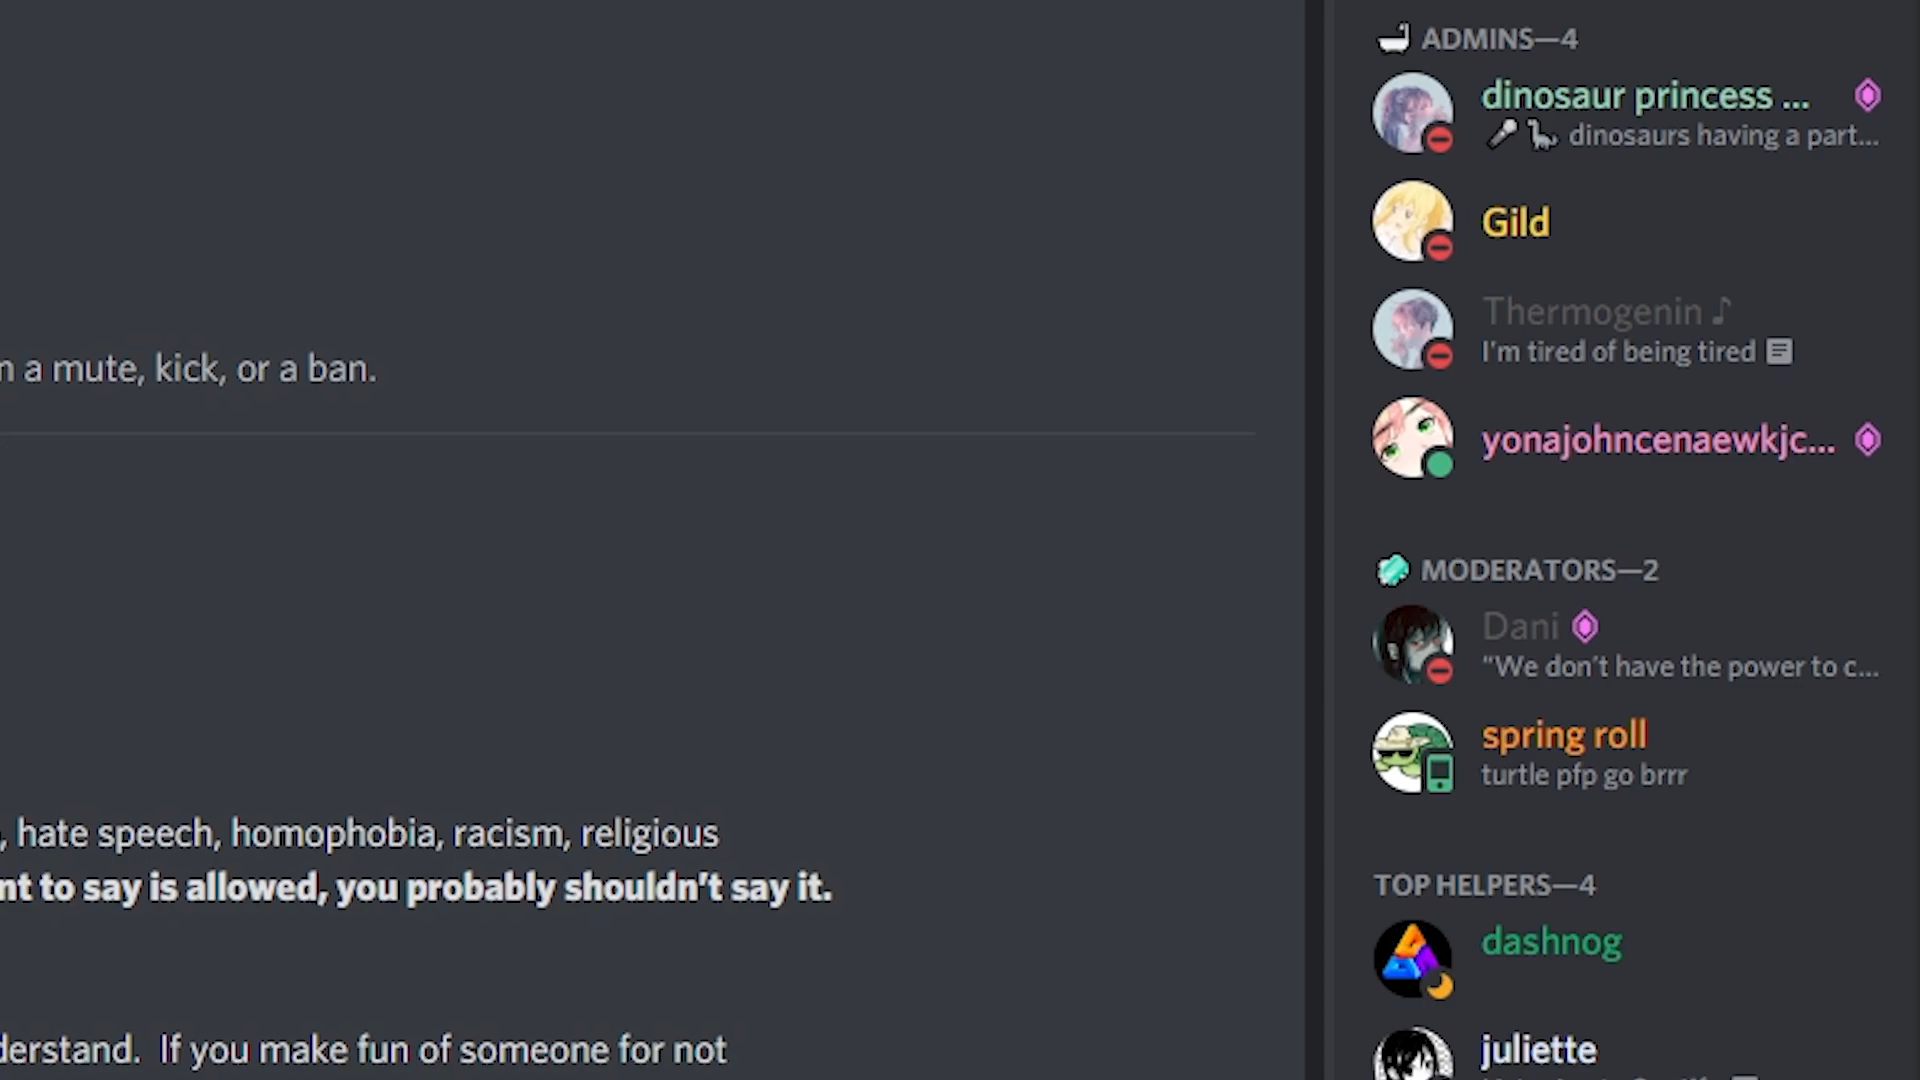 n a mute, kick, or a ban.
, hate speech, homophobia, racism, religious
nt to say is allowed, you probably shouldn't say it.
derstand. If you make fun of someone for not
ADMINS—4
dinosaur princess ...
🎤 🦕 dinosaurs having a part...
Gild
Thermogenin ♪
I'm tired of being tired
yonajohncenaewkjc...
MODERATORS—2
Dani
“We don't have the power to c...
spring roll
turtle pfp go brrr
TOP HELPERS—4
dashnog
juliette